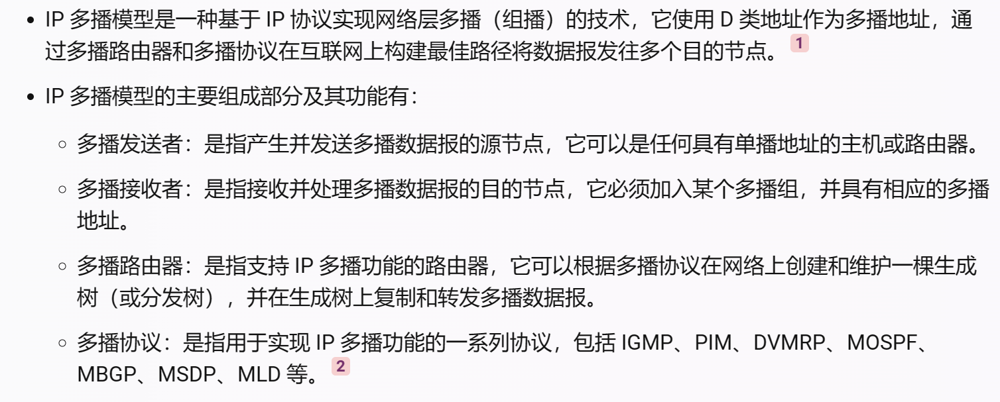 • IP 多播模型是一种基于 IP 协议实现网络层多播（组播）的技术，它使用 D 类地址作为多播地址，通
过多播路由器和多播协议在互联网上构建最佳路径将数据报发往多个目的节点。 1
• IP 多播模型的主要组成部分及其功能有：
○ 多播发送者：是指产生并发送多播数据报的源节点，它可以是任何具有单播地址的主机或路由器。
○ 多播接收者：是指接收并处理多播数据报的目的节点，它必须加入某个多播组，并具有相应的多播
地址。
○ 多播路由器：是指支持 IP 多播功能的路由器，它可以根据多播协议在网络上创建和维护一棵生成
树（或分发树），并在生成树上复制和转发多播数据报。
○ 多播协议：是指用于实现 IP 多播功能的一系列协议，包括 IGMP、PIM、DVMRP、MOSPF、
MBGP、MSDP、MLD 等。 2